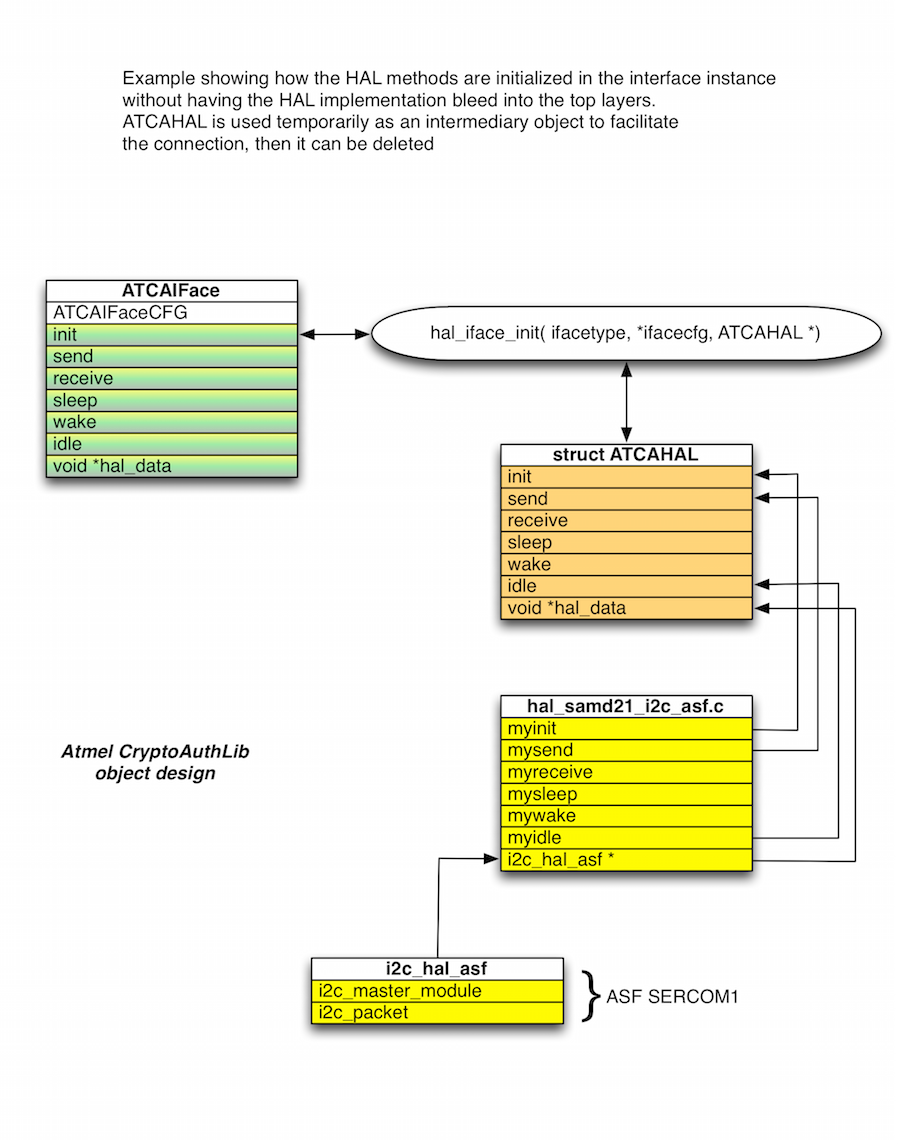 Example showing how the HAL methods are initialized in the interface instance
without having the HAL implementation bleed into the top layers.
ATCAHAL is used temporarily as an intermediary object to facilitate
the connection, then it can be deleted
ATCAIFace
ATCAIFaceCFG
init
send
receive
sleep
wake
idle
void *hal_data
hal_iface_init( ifacetype, *ifacecfg, ATCAHAL *)
struct ATCAHAL
init
send
receive
sleep
wake
idle
void *hal_data
hal_samd21_i2c_asf.c
myinit
mysend
myreceive
mysleep
mywake
myidle
i2c_hal_asf *
Atmel CryptoAuthLib
object design
i2c_hal_asf
i2c_master_module
i2c_packet
} ASF SERCOM1